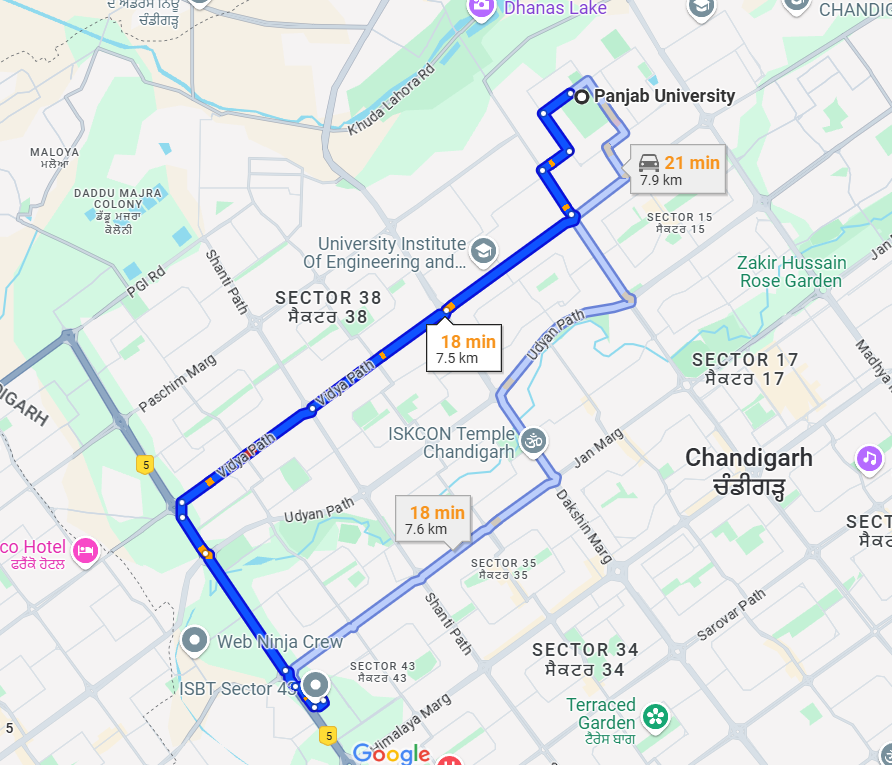 ਦ ਅਡਰਸ ਨਿਊ
ਚੰਡੀਗੜ੍ਹ
Dhanas Lake
CHANDIG
Khuda Lahora Rd
Panjab University
MALOYA
ਮਲੋਆ
21 min
7.9 km
DADDU MAJRA
COLONY
ਡੱਡੂ ਮਜਰਾ
ਕੋਲੋਨੀ
SECTOR 15
ਸੈਕਟਰ 15
Shanti Path
University Institute
Of Engineering and...
Jan M
PGI Rd
Zakir Hussain
Rose Garden
SECTOR 38
ਸੈਕਟਰ 38
Udyan Path
18 min
7.5 km
SECTOR 17
ਸੈਕਟਰ 17
Madhya M
Paschim Marg
Vidya Path
DIGARH
ISKCON Temple
Chandigarh
Jan Marg
Vidya Path
Chandigarh
ਚੰਡੀਗੜ੍ਹ
5
Udyan Path
18 min
7.6 km
Dakshin Marg
SECT
ਸੈਕਟ
co Hotel
ਫਰੈਂਕੋ ਹੋਟਲ
SECTOR 35
ਸੈਕਟਰ 35
Shanti Path
Sarovar Path
Web Ninja Crew
SECTOR 34
ਸੈਕਟਰ 34
SECTOR 43
ਸੈਕਟਰ 43
ISBT Sector 43
Terraced
Garden
ਟੈਰੇਸ ਬਾਗ
5
5
Himalaya Marg
Google